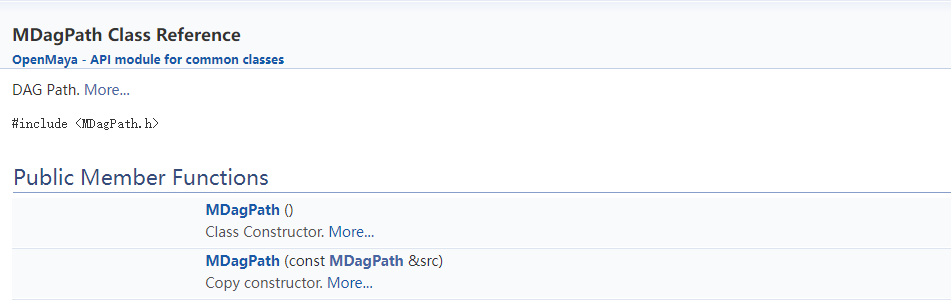 MDagPath Class Reference
OpenMaya - API module for common classes
DAG Path. More...
#include <MDagPath.h>
Public Member Functions
MDagPath ()
Class Constructor. More...
MDagPath (const MDagPath &src)
Copy constructor. More...